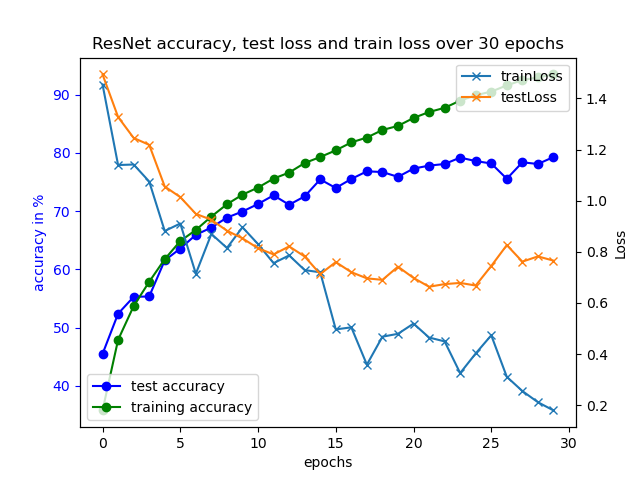 ResNet accuracy, test loss and train loss over 30 epochs
trainLoss
testLoss
90
80
70
60
50
40
accuracy in %
1.4
1.2
1.0
0.8
0.6
0.4
0.2
Loss
test accuracy
training accuracy
0 5 10 15 20 25 30
epochs